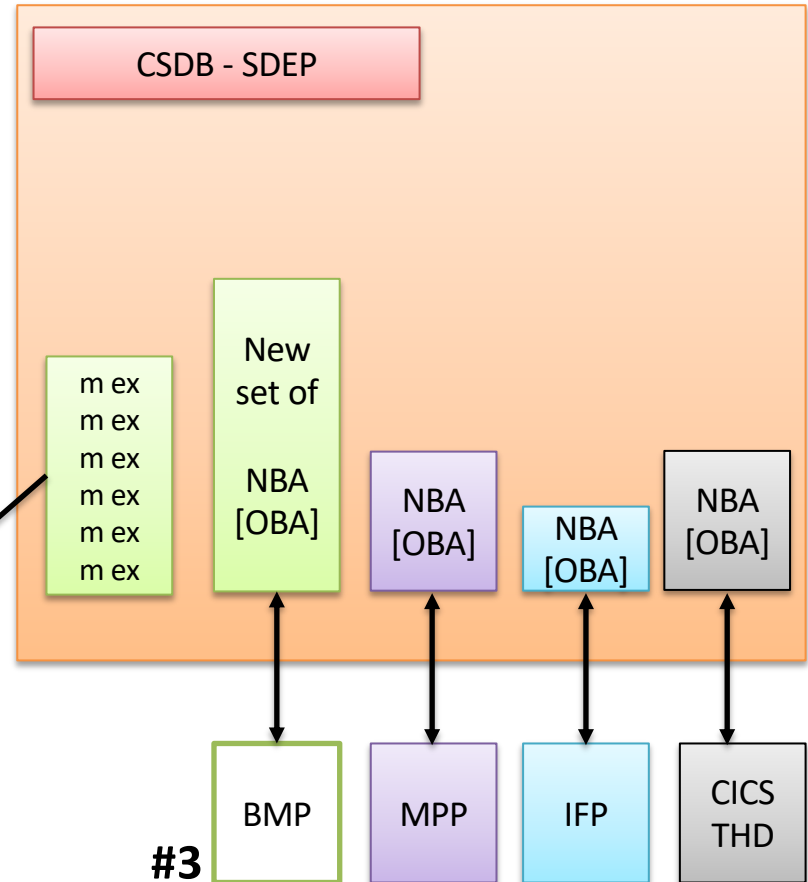 CSDB - SDEP
m ex
m ex
m ex
m ex
m ex
m ex
New
set of
NBA
[OBA]
NBA
[OBA]
NBA
[OBA]
NBA
[OBA]
#3
BMP
MPP
IFP
CICS
THD